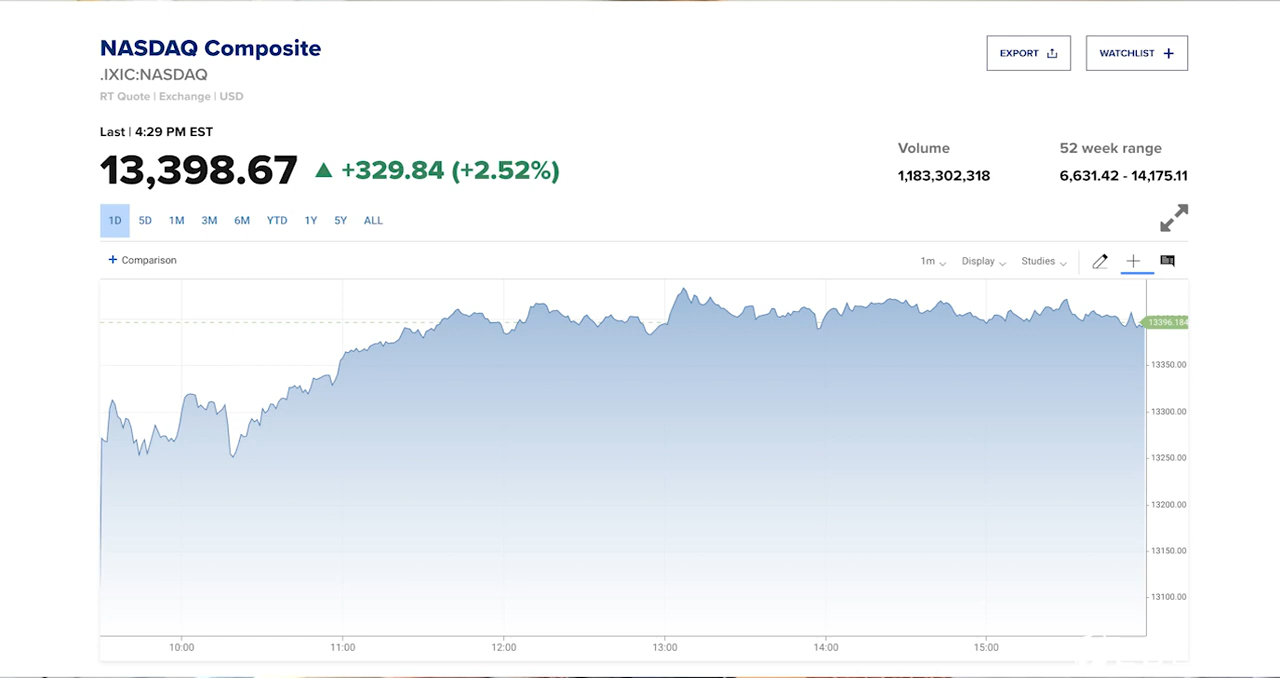 NASDAQ Composite
EXPORT
WATCHLIST +
.IXIC:NASDAQ
RT Quote | Exchange | USD
Last | 4:29 PM EST
13,398.67 ▲ +329.84 (+2.52%)
Volume
1,183,302,318
52 week range
6,631.42 - 14,175.11
1D 5D 1M 3M 6M YTD 1Y 5Y ALL
+ Comparison
1m Display Studies
13396.184
13350.00
13300.00
13250.00
13200.00
13150.00
13100.00
10:00 11:00 12:00 13:00 14:00 15:00